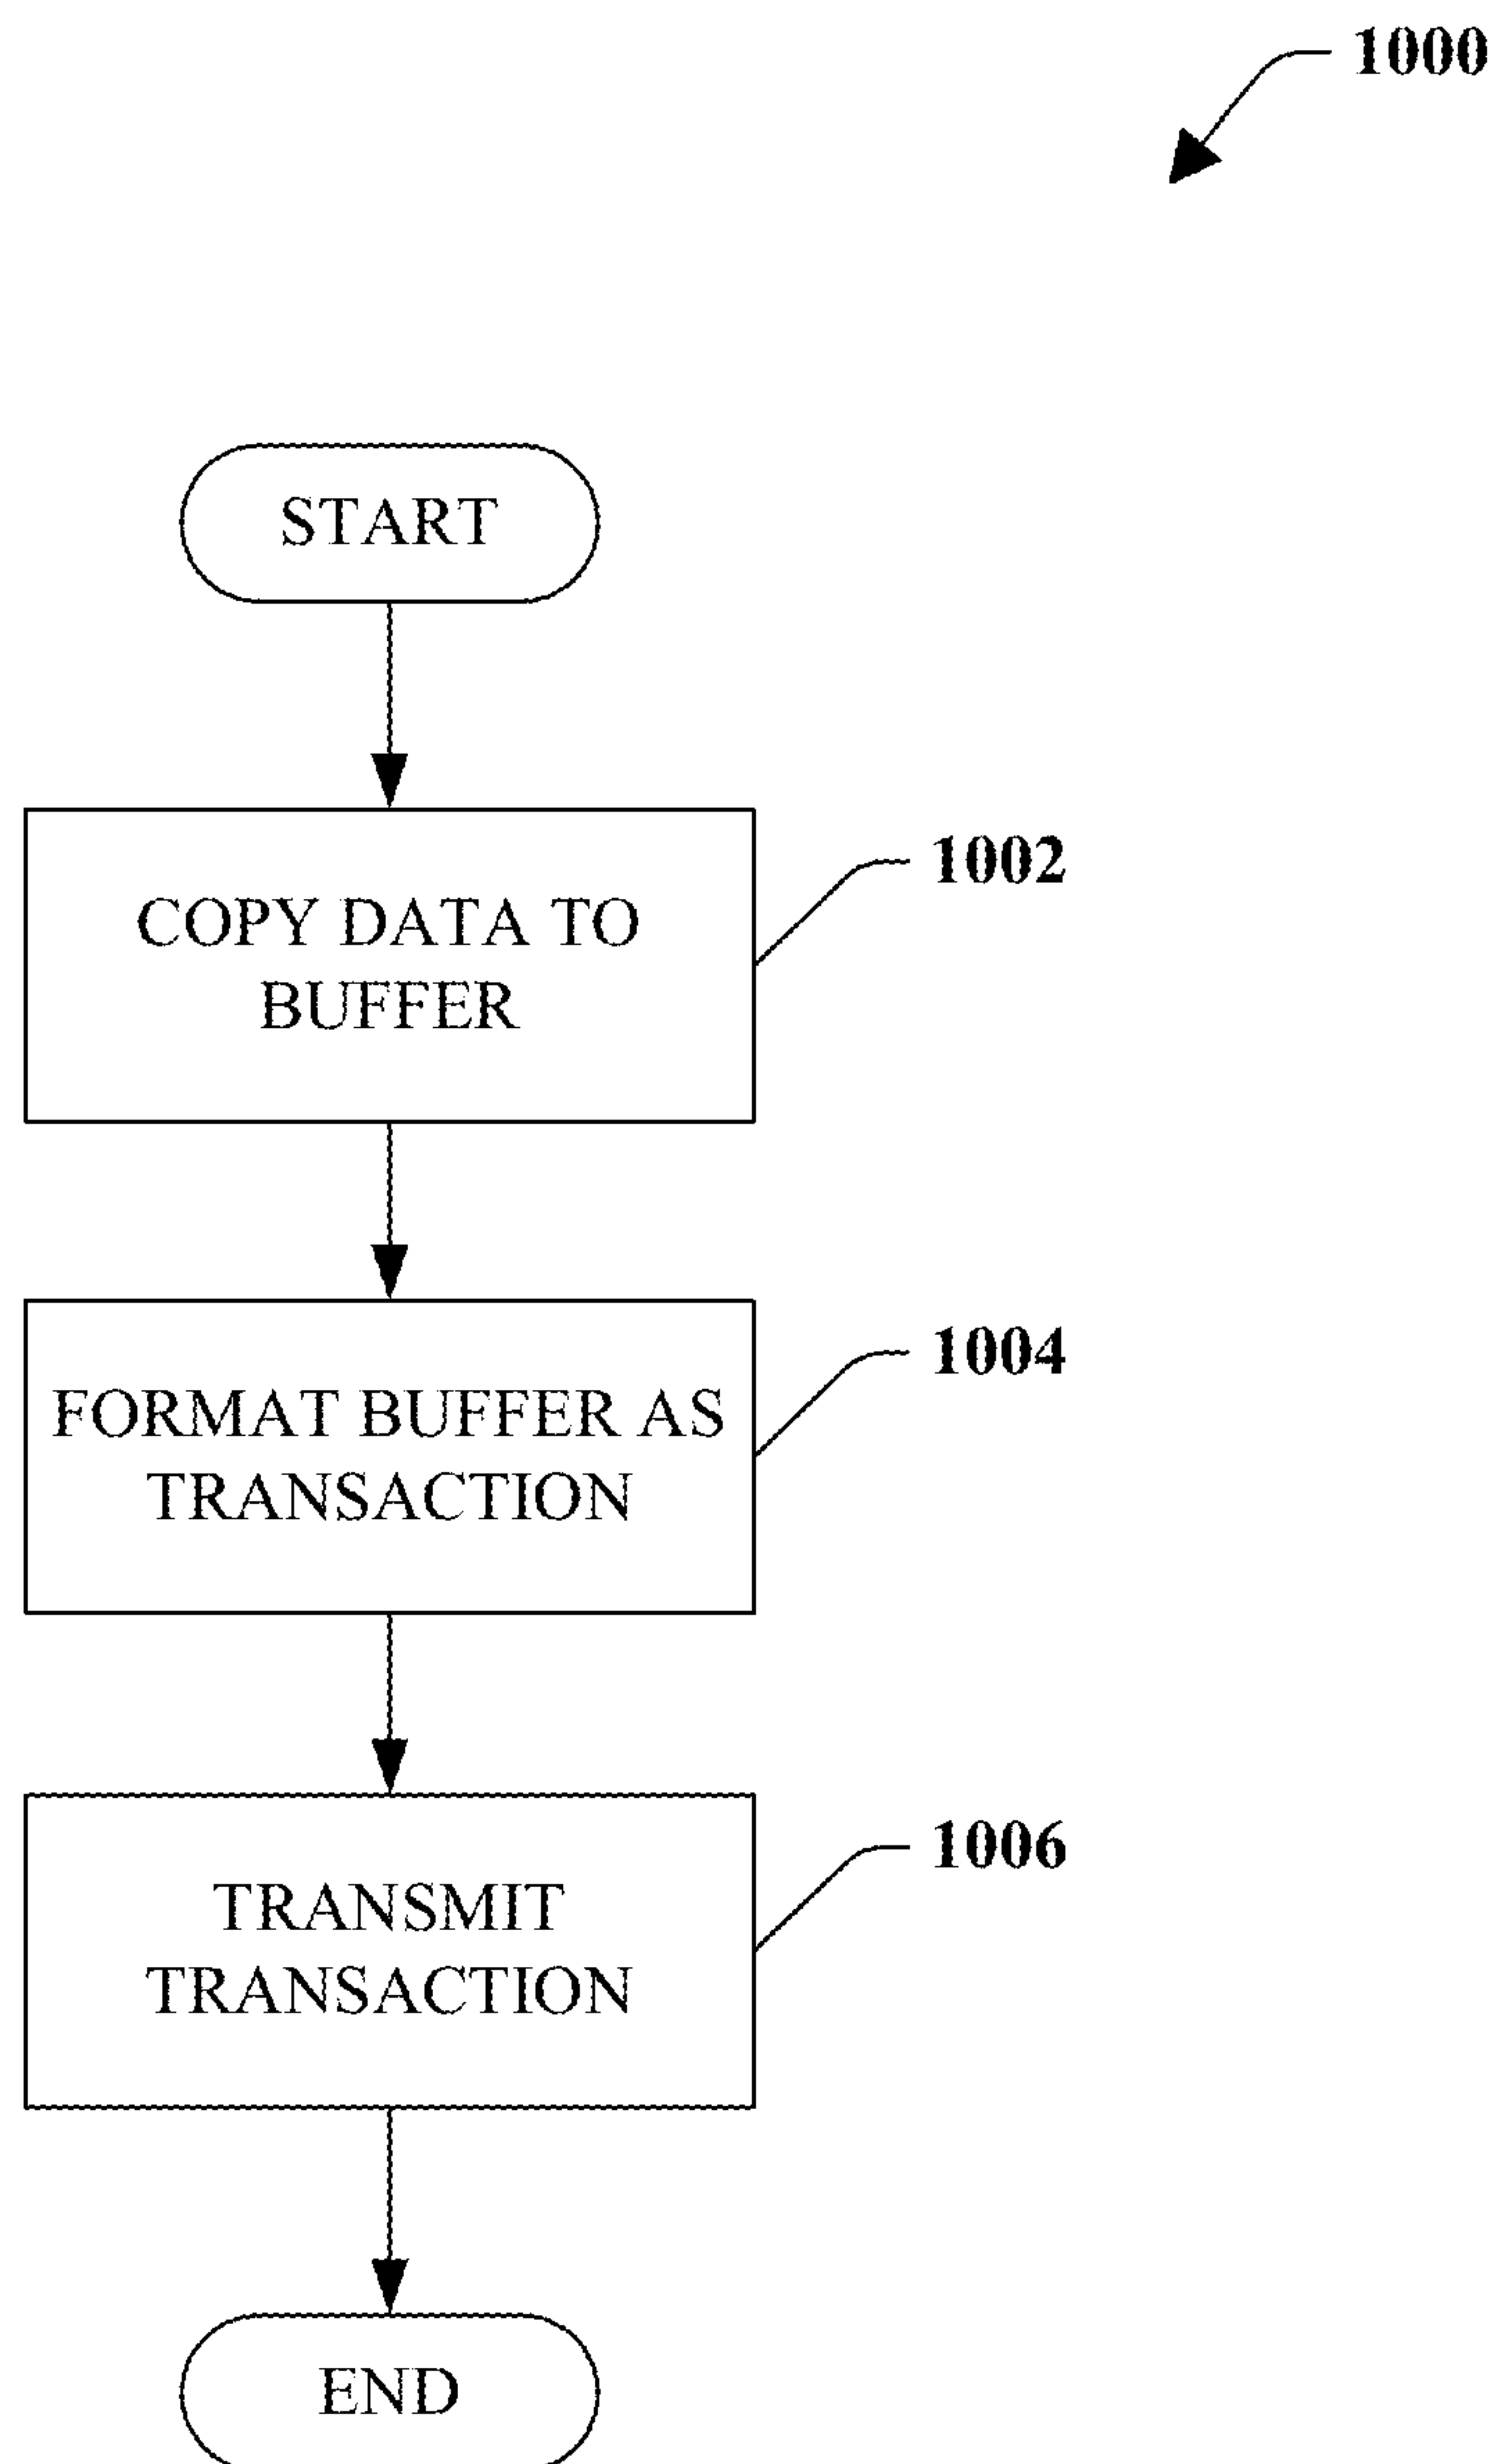 1000
START
COPY DATA TO
BUFFER
1002
FORMAT BUFFER AS
TRANSACTION
1004
TRANSMIT
TRANSACTION
1006
END